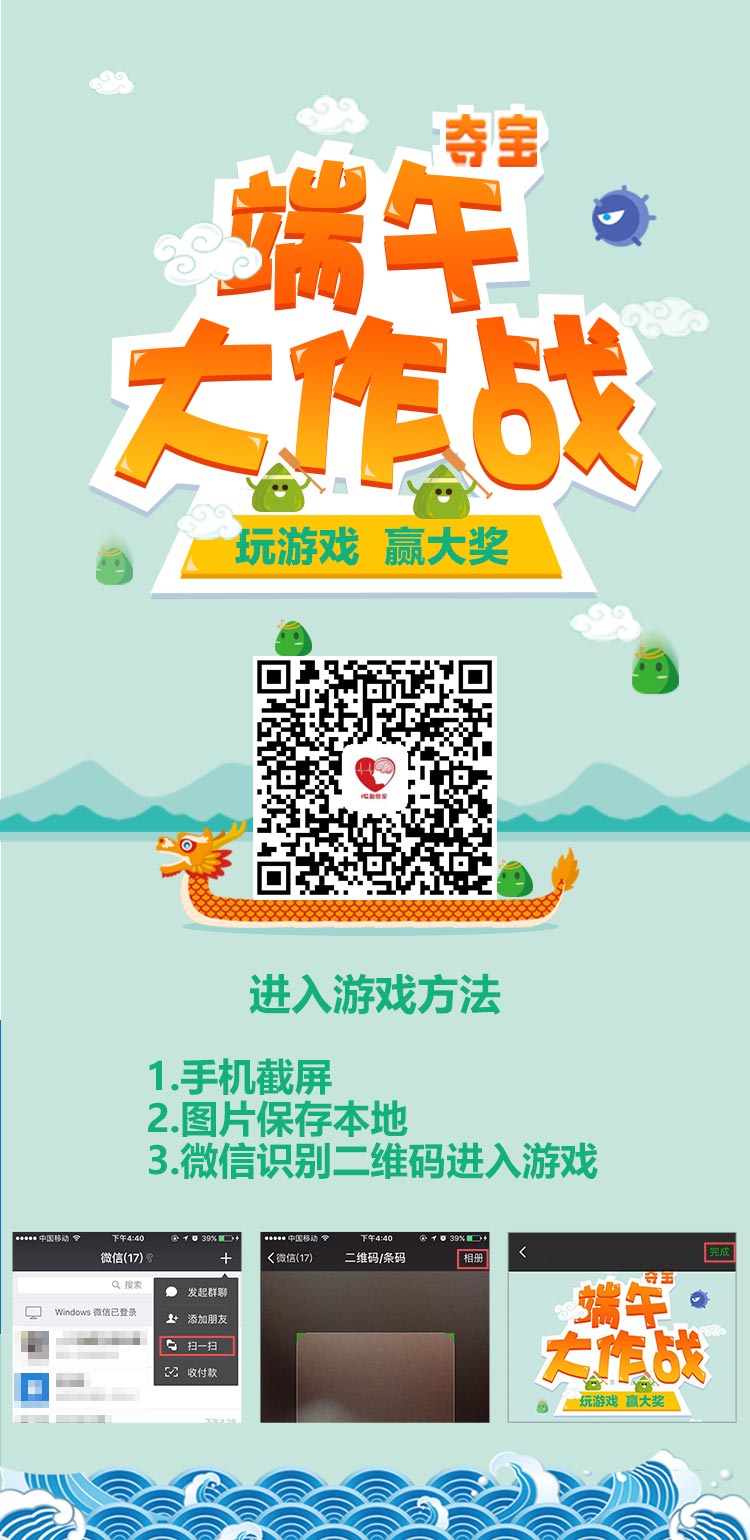 夺宝
端午
大作战
玩游戏 赢大奖
进入游戏方法
1.手机截屏
2.图片保存本地
3.微信识别二维码进入游戏
中国移动 下午4:40 39%
微信(17)
搜索
Windows 微信已登录
发起群聊
添加朋友
扫一扫
收付款
下午4:29
中国移动 下午4:40 39%
微信(17) 二维码/条码 相册
完成
夺宝
端午
大作战
玩游戏 赢大奖